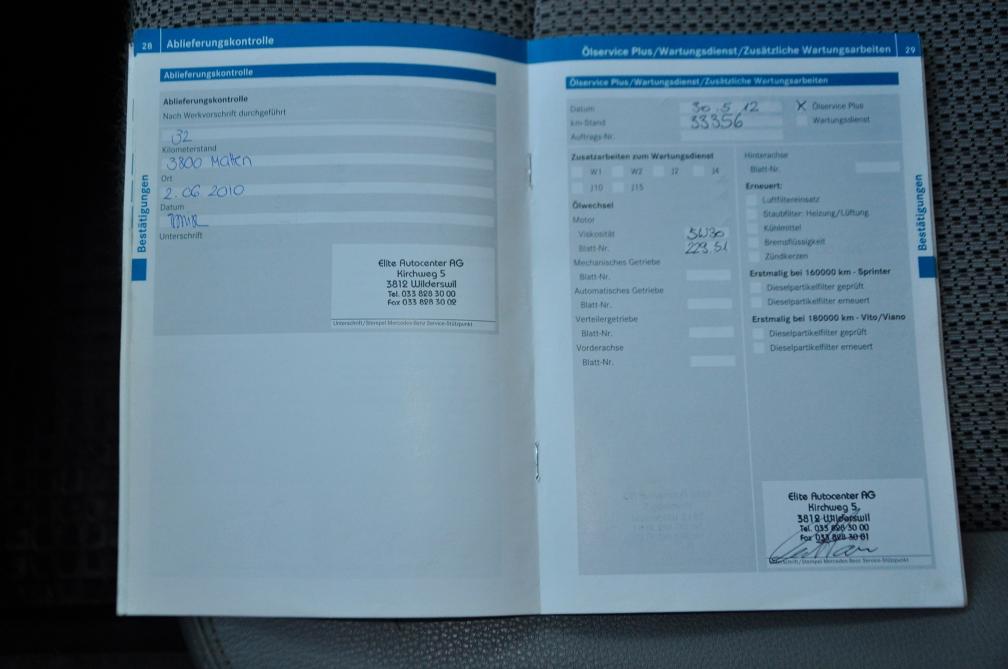 28 Ablieferungskontrolle
Ablieferungskontrolle
Ablieferungskontrolle
Nach Werkvorschrift durchgeführt
32
Kilometerstand
3800 Matten
Ort
2.06.2010
Datum
Unterschrift
Bestätigungen
Elite Autocenter AG
Kirchweg 5
3812 Wilderswil
Tel. 033 828 30 00
Fax 033 828 30 02
Unterschrift/Stempel Mercedes-Benz Service-Stützpunkt
Ölservice Plus/Wartungsdienst/Zusätzliche Wartungsarbeiten 29
Ölservice Plus/Wartungsdienst/Zusätzliche Wartungsarbeiten
Datum 30.5.12 X Ölservice Plus
km-Stand 33356 Wartungsdienst
Auftrags-Nr.
Zusatzarbeiten zum Wartungsdienst
W1 W2 J2 J4
J10 J15
Ölwechsel
Motor
Viskosität 5W30
Blatt-Nr. 229.51
Mechanisches Getriebe
Blatt-Nr.
Automatisches Getriebe
Blatt-Nr.
Verteilergetriebe
Blatt-Nr.
Vorderachse
Blatt-Nr.
Hinterachse
Blatt-Nr.
Erneuert:
Luftfiltereinsatz
Staubfilter: Heizung/Lüftung
Kühlmittel
Bremsflüssigkeit
Zündkerzen
Erstmalig bei 160000 km - Sprinter
Dieselpartikelfilter geprüft
Dieselpartikelfilter erneuert
Erstmalig bei 180000 km - Vito/Viano
Dieselpartikelfilter geprüft
Dieselpartikelfilter erneuert
Bestätigungen
Elite Autocenter AG
Kirchweg 5
3812 Wilderswil
Tel. 033 828 30 00
Fax 033 828 30 01
Unterschrift/Stempel Mercedes-Benz Service-Stützpunkt